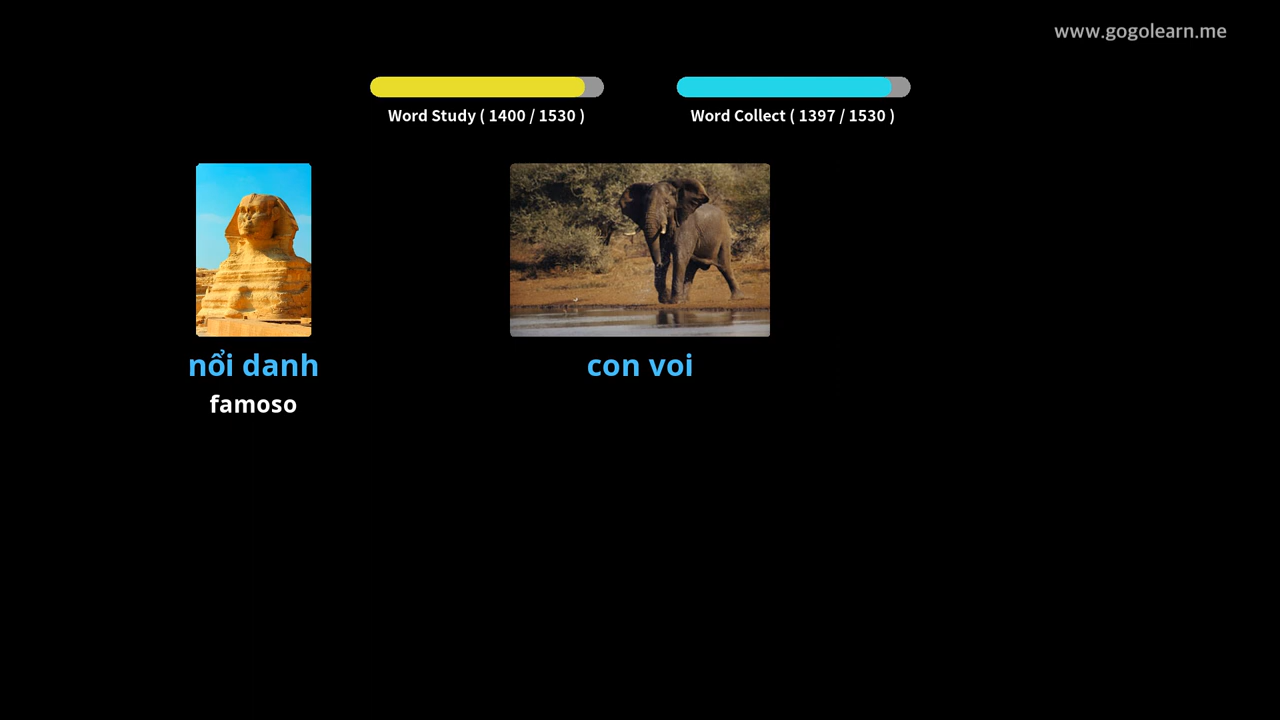 www.gogolearn.me
Word Study ( 1400 / 1530 )
Word Collect ( 1397 / 1530 )
nổi danh
con voi
famoso